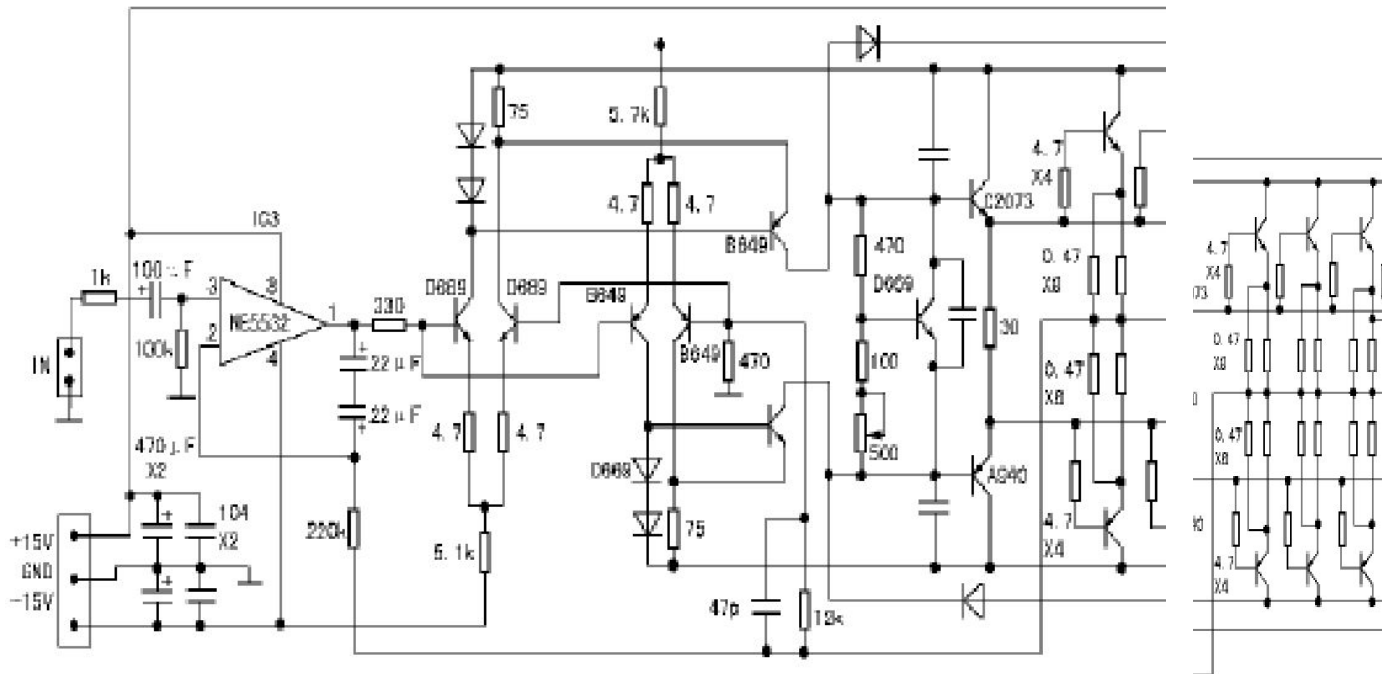 75
5.7k
4.7
X4
C2073
4.7
4.7
IC3
B649
470
0.47
X8
1k
100μF
3
8
D669
D669
330
B649
D669
NE5532
1
30
2
4
100k
22μF
B649
470
100
0.47
X8
IN
22μF
470μF
X2
4.7
4.7
D669
500
A940
104
X2
220k
75
4.7
X4
+15V
GND
-15V
5.1k
47p
12k
4.7
X4
0.47
X8
0.47
X8
4.7
X4